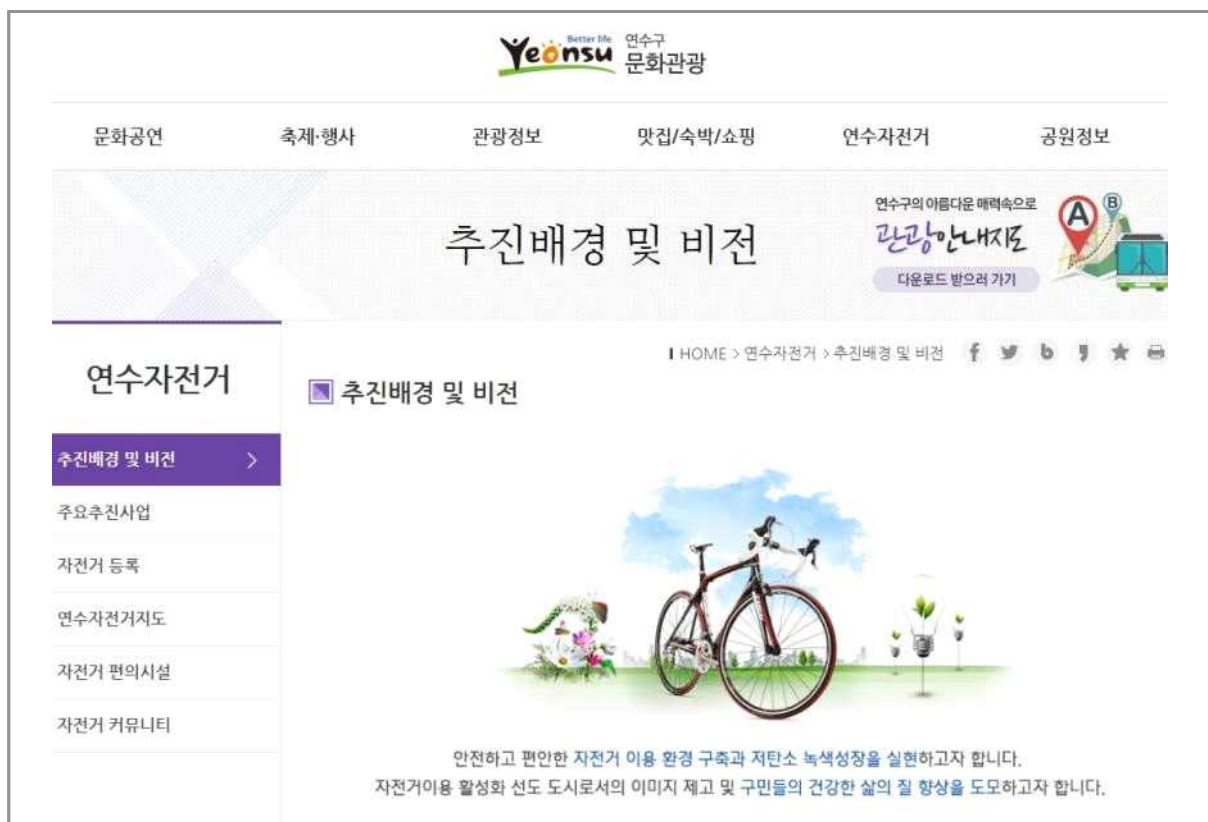 Better life
Yeonsu 연수구
문화관광
문화공연 축제·행사 관광정보 맛집/숙박/쇼핑 연수자전거 공원정보
추진배경 및 비전
연수구의 아름다운 매력속으로
관광안내지도
다운로드 받으러 가기
A B
HOME > 연수자전거 > 추진배경 및 비전
연수자전거
추진배경 및 비전
추진배경 및 비전
주요추진사업
자전거 등록
연수자전거지도
자전거 편의시설
자전거 커뮤니티
안전하고 편안한 자전거 이용 환경 구축과 저탄소 녹색성장을 실현하고자 합니다.
자전거이용 활성화 선도 도시로서의 이미지 제고 및 구민들의 건강한 삶의 질 향상을 도모하고자 합니다.